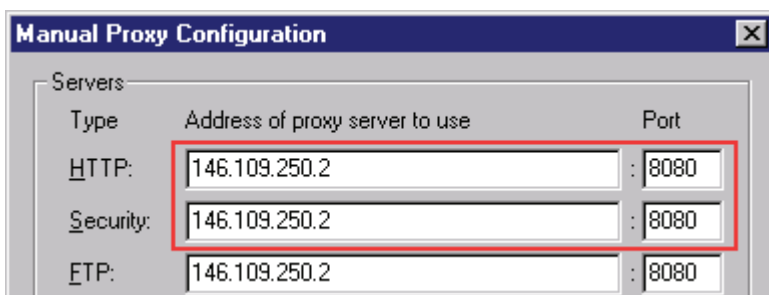 Manual Proxy Configuration
Servers
Type Address of proxy server to use Port
HTTP: 146.109.250.2 : 8080
Security: 146.109.250.2 : 8080
FTP: 146.109.250.2 : 8080